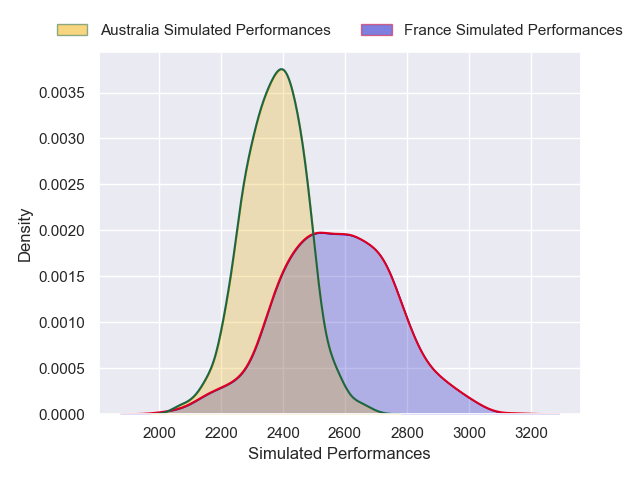 Australia Simulated Performances France Simulated Performances
0.0035
0.0030
0.0025
0.0020
0.0015
0.0010
0.0005
0.0000
Density
2000 2200 2400 2600 2800 3000 3200
Simulated Performances